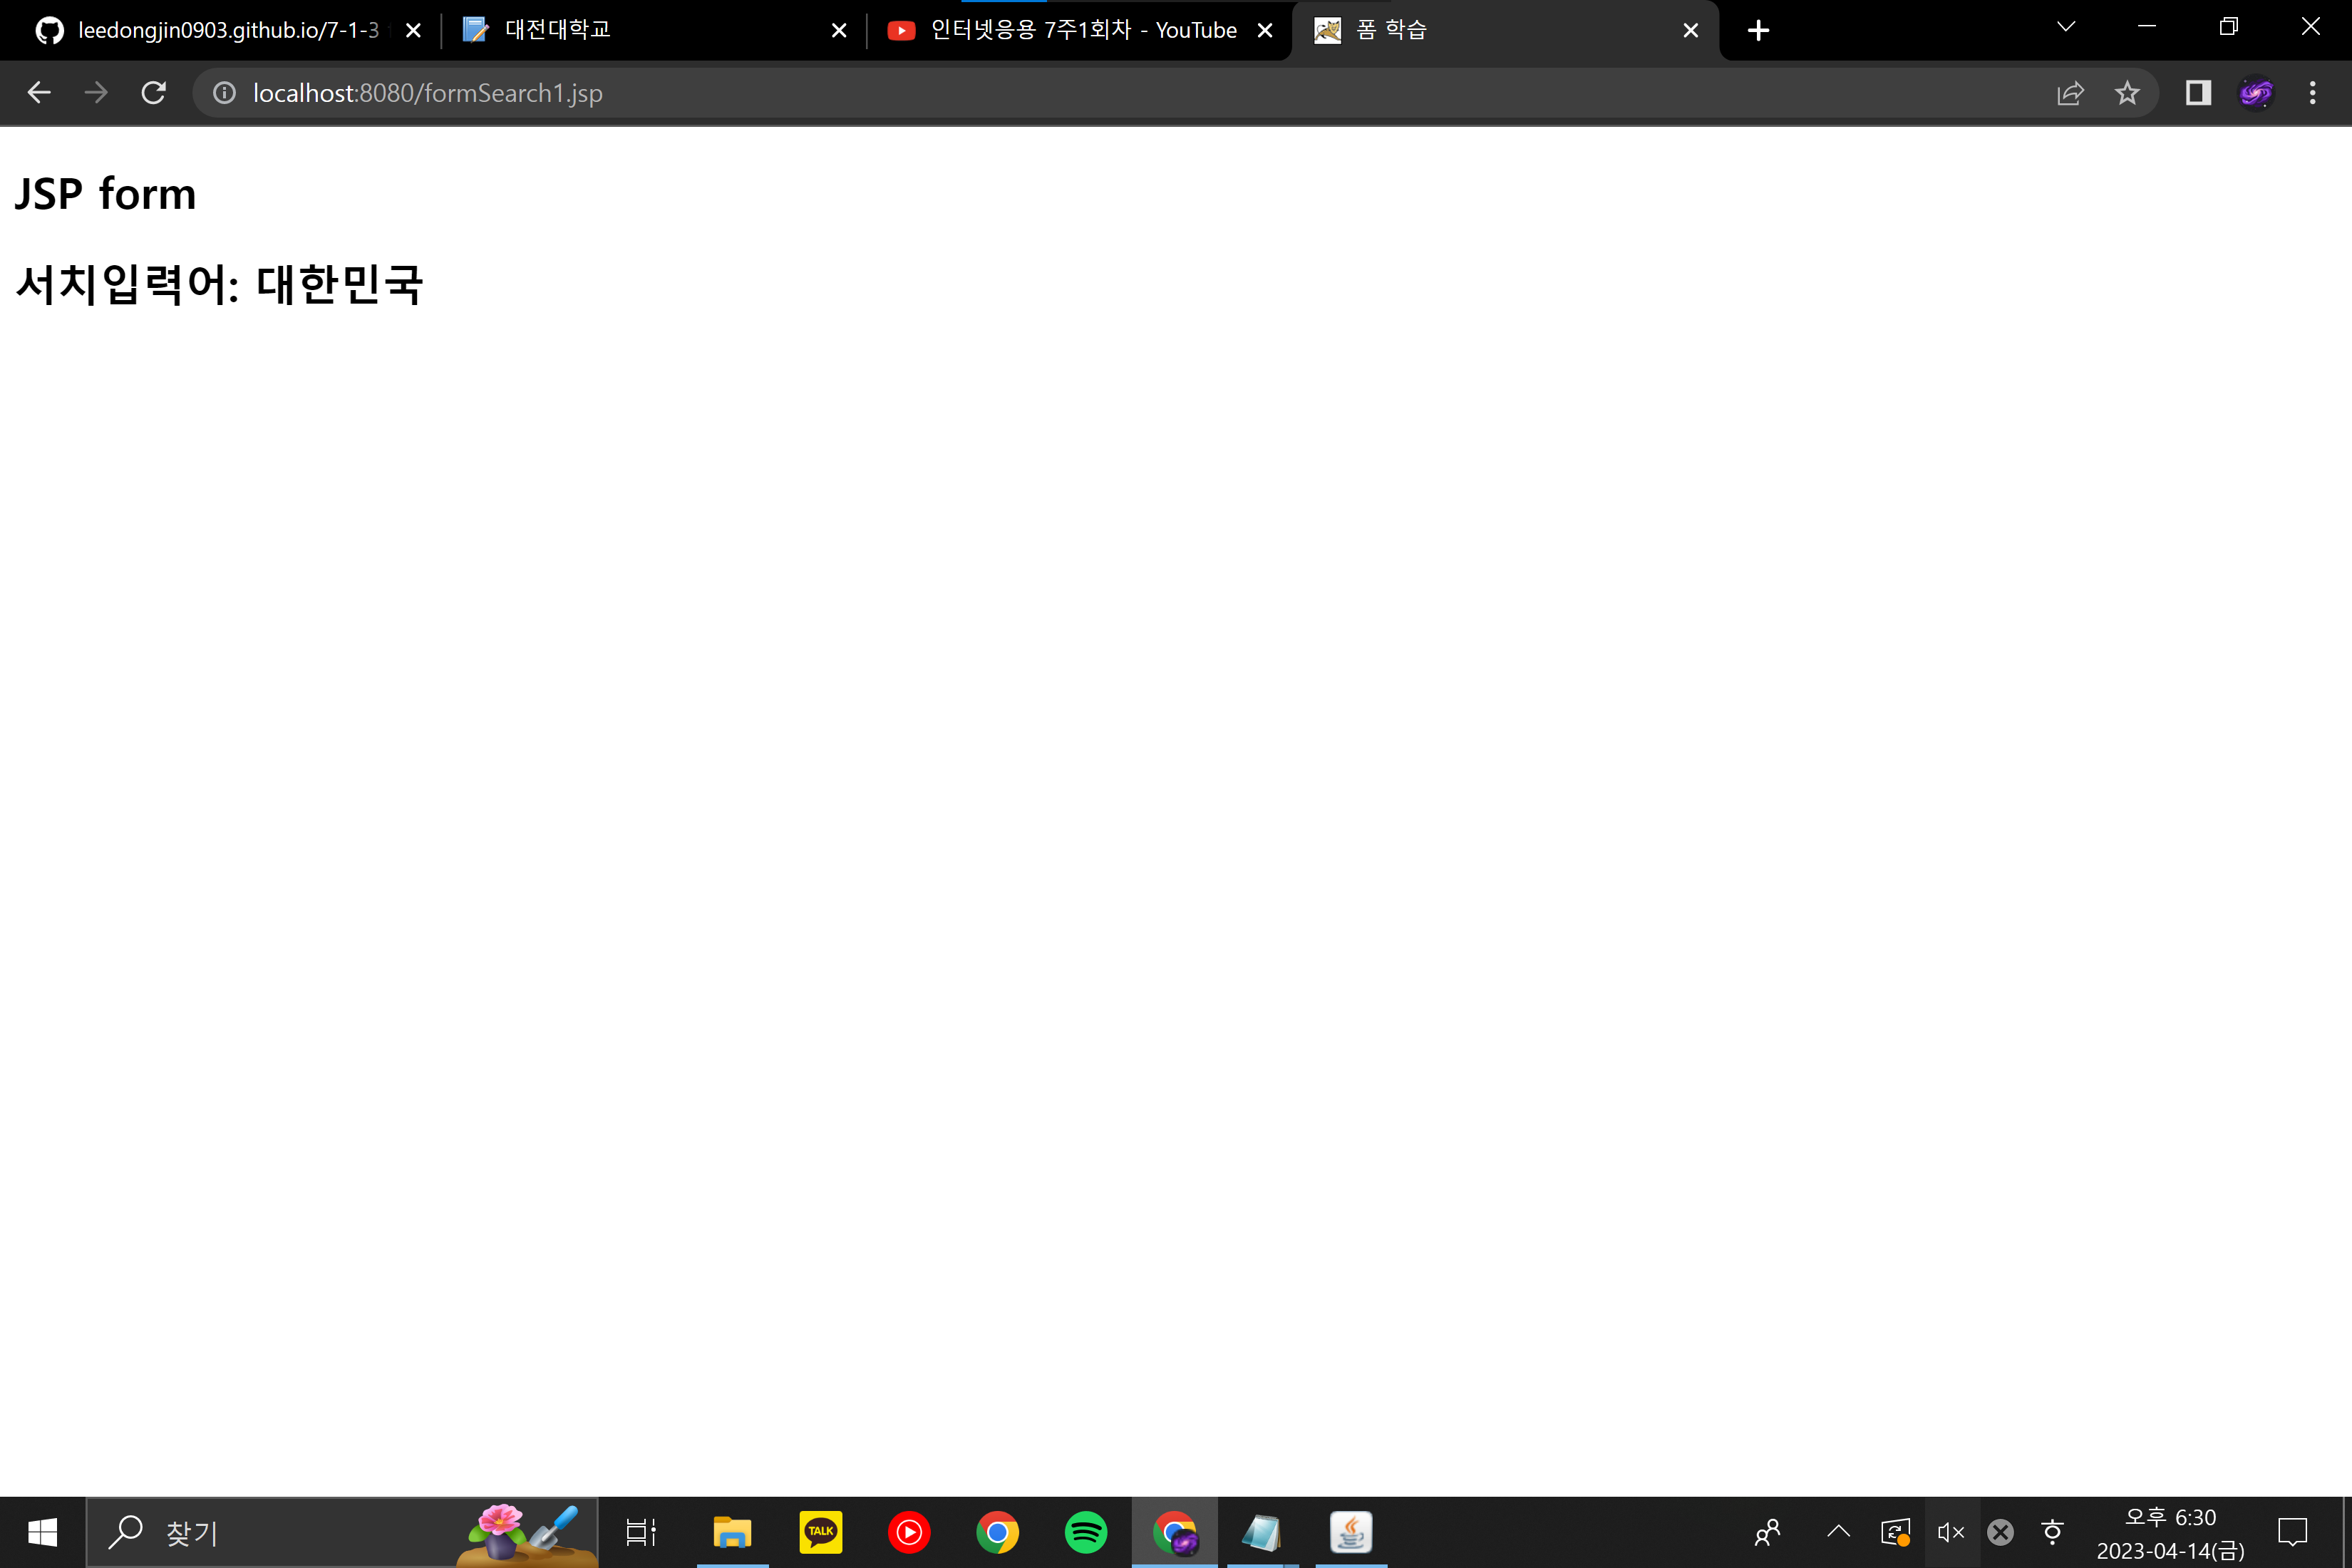 leedongjin0903.github.io/7-1-3
대전대학교
인터넷응용 7주1회차 - YouTube
폼 학습
localhost:8080/formSearch1.jsp
JSP form
서치입력어: 대한민국
찾기
TALK
오후 6:30
2023-04-14(금)